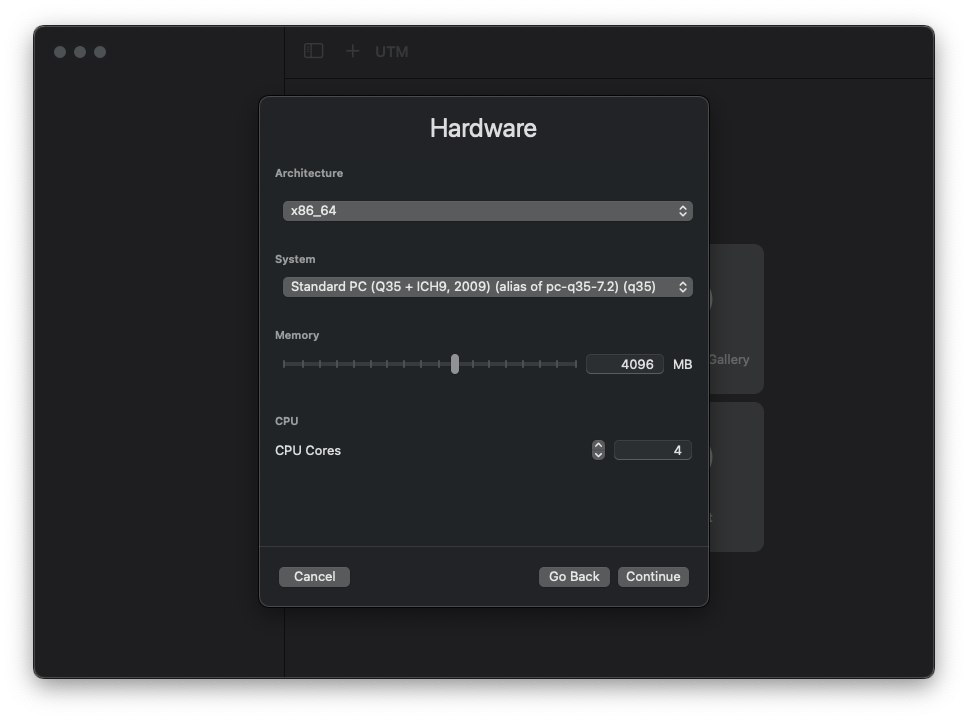 UTM
Hardware
Architecture
x86_64
System
Standard PC (Q35 + ICH9, 2009) (alias of pc-q35-7.2) (q35)
Memory
4096 MB
Gallery
CPU
CPU Cores 4
Cancel Go Back Continue